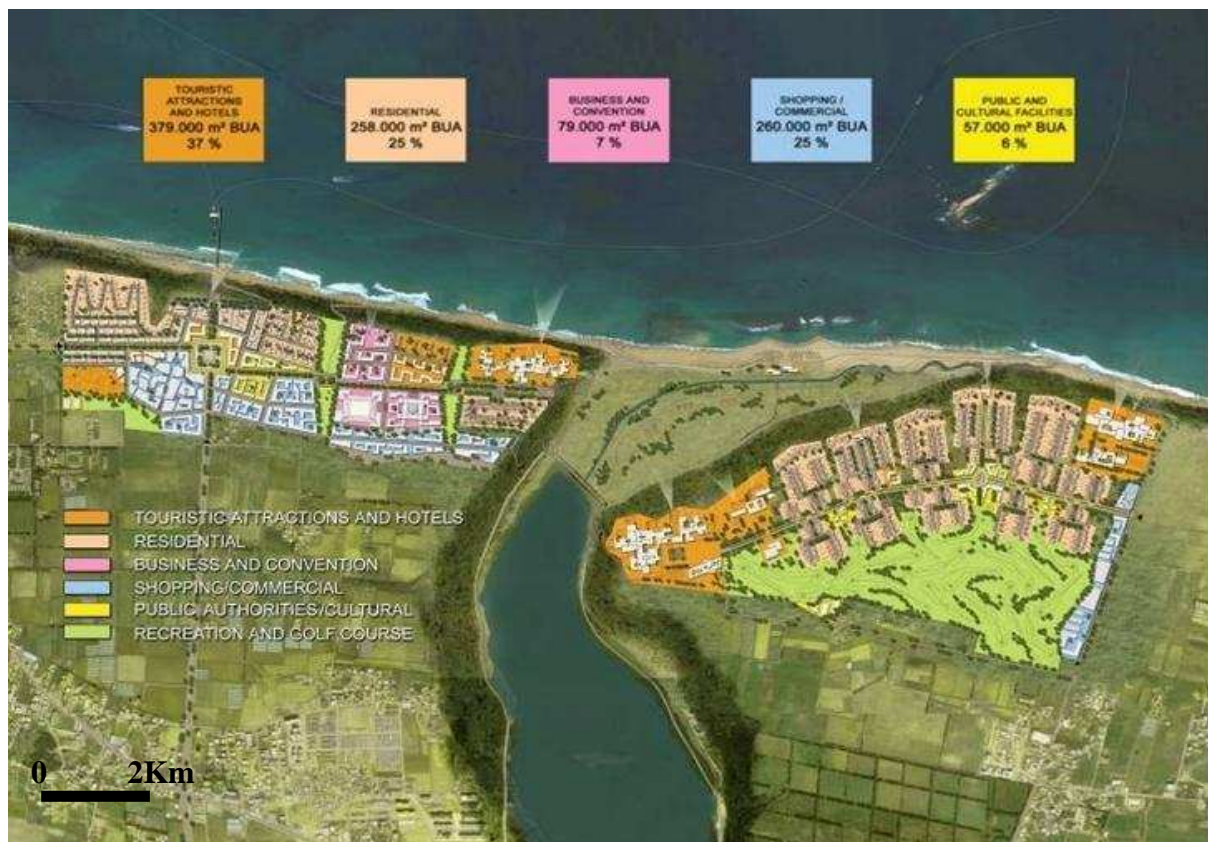 TOURISTIC
ATTRACTIONS
AND HOTELS
379.000 m² BUA
37 %
RESIDENTIAL
258.000 m² BUA
25 %
BUSINESS AND
CONVENTION
79.000 m² BUA
7 %
SHOPPING /
COMMERCIAL
260.000 m² BUA
25 %
PUBLIC AND
CULTURAL FACILITIES
57.000 m² BUA
6 %
TOURISTIC ATTRACTIONS AND HOTELS
RESIDENTIAL
BUSINESS AND CONVENTION
SHOPPING/COMMERCIAL
PUBLIC AUTHORITIES/CULTURAL
RECREATION AND GOLF COURSE
0 2Km